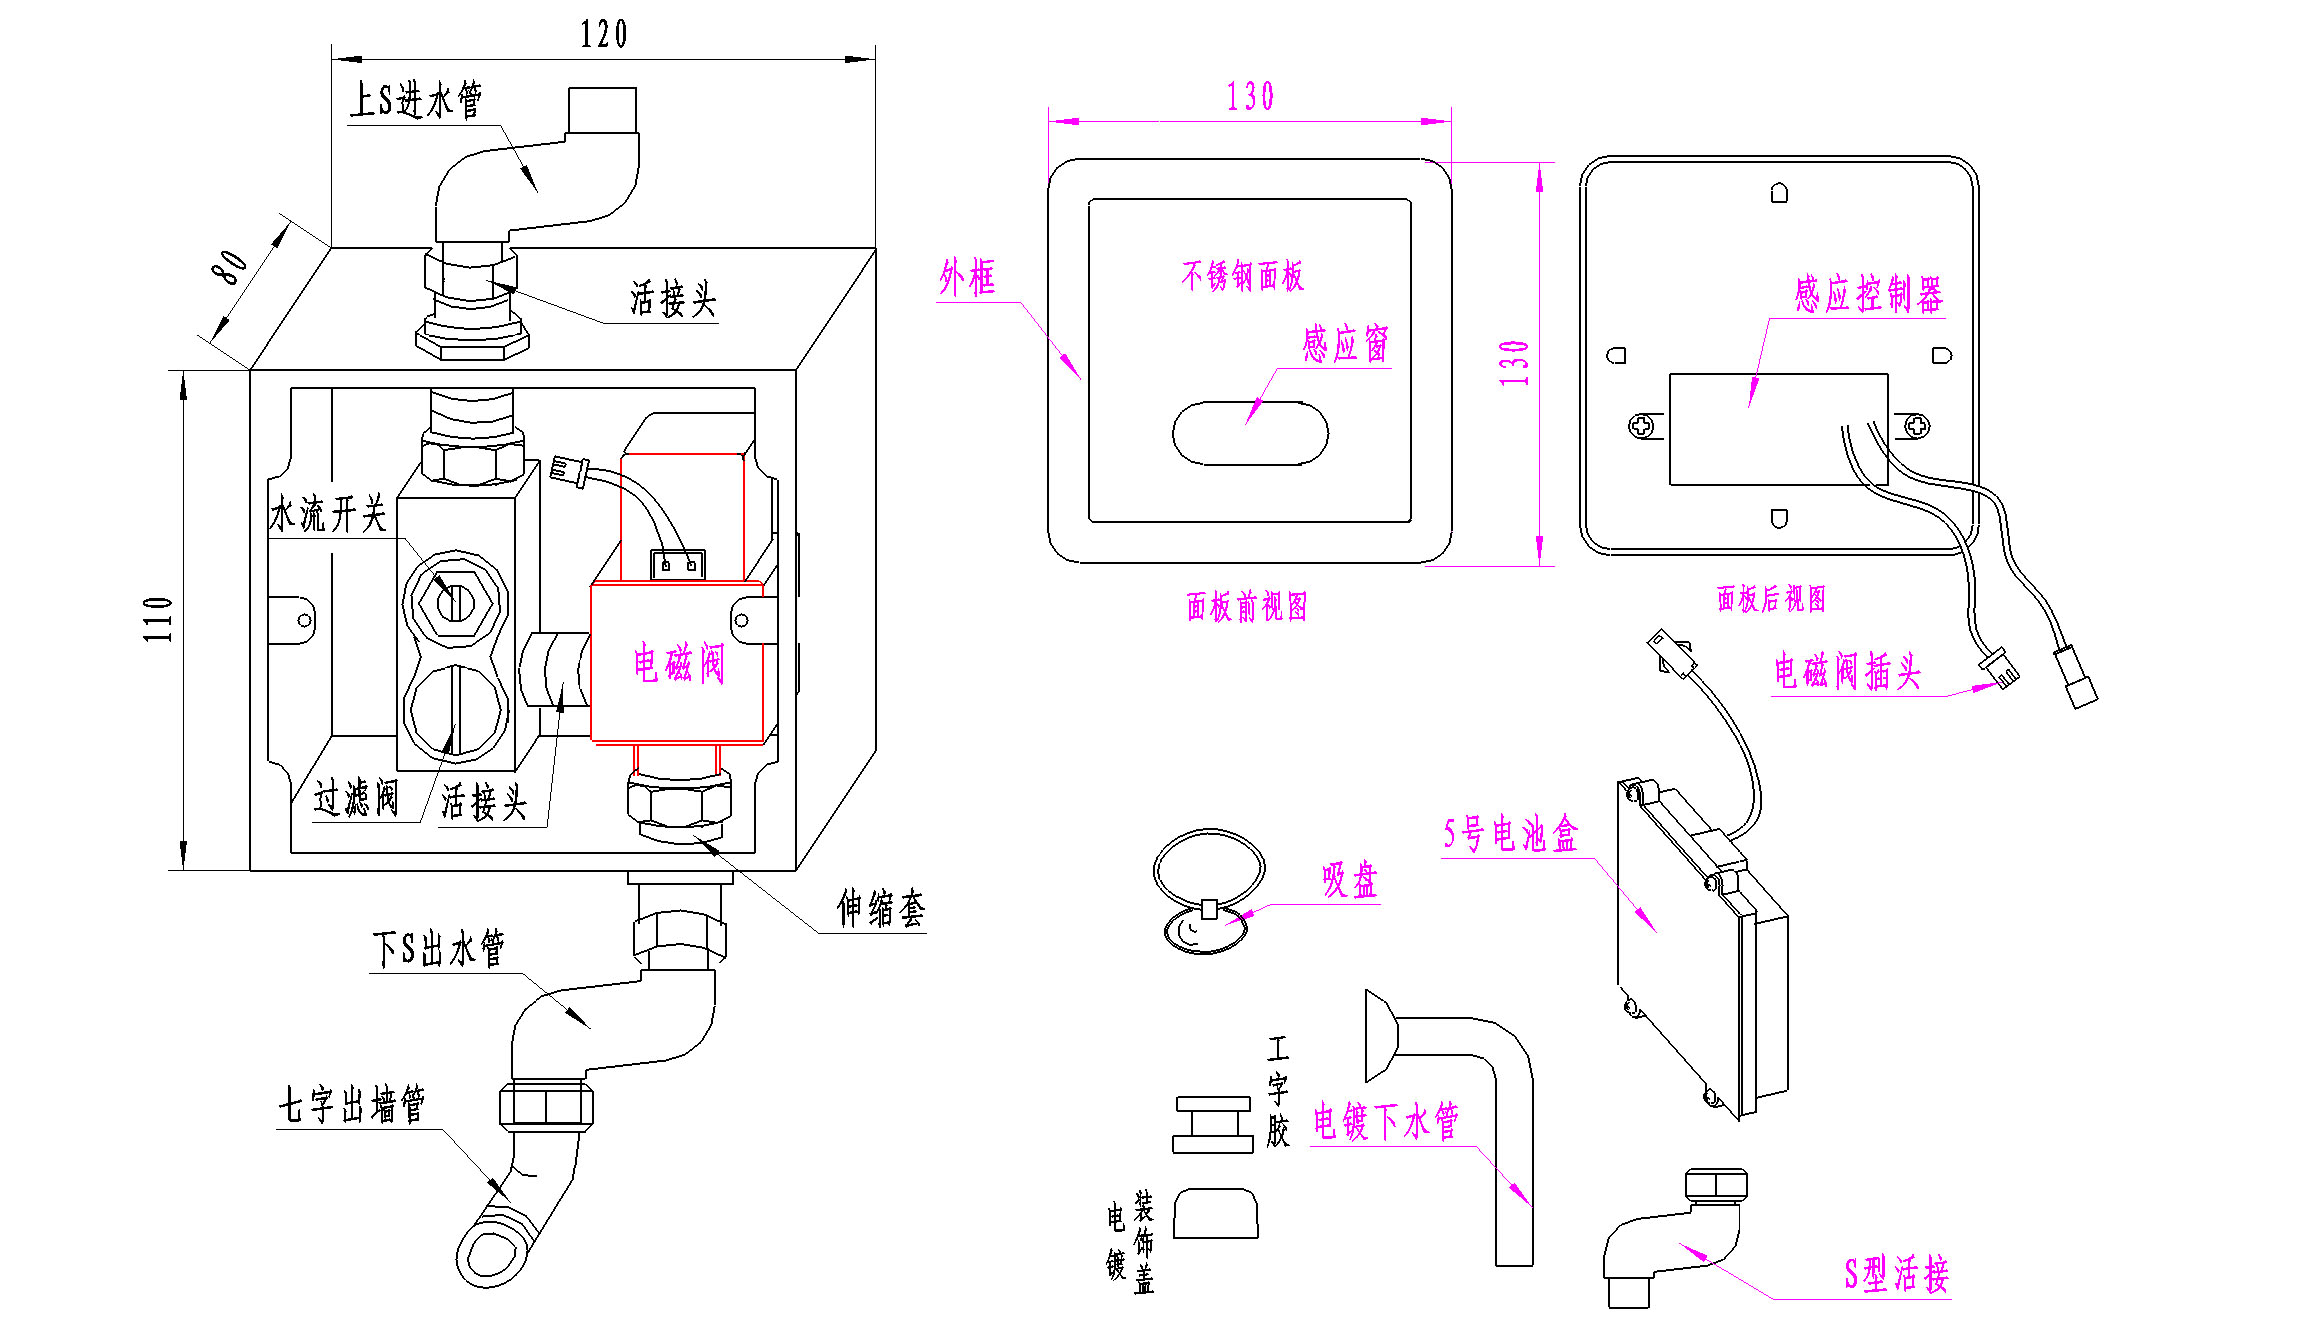 120
上S进水管
80
活接头
水流开关
110
电磁阀
过滤阀
活接头
伸缩套
下S出水管
七字出墙管
130
外框
不锈钢面板
感应窗
130
面板前视图
感应控制器
面板后视图
电磁阀插头
5号电池盒
吸盘
工字胶
电镀下水管
电镀
装饰盖
S型活接